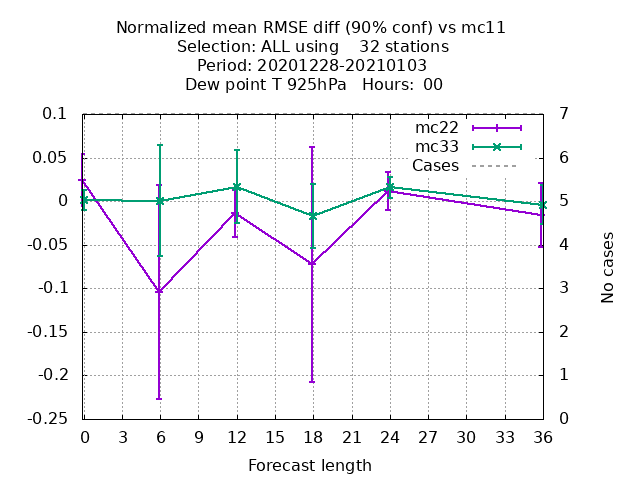 Normalized mean RMSE diff (90% conf) vs mc11
Selection: ALL using    32 stations
Period: 20201228-20210103
Dew point T 925hPa   Hours:  00
mc22
mc33
Cases
0.1
0.05
0
-0.05
-0.1
-0.15
-0.2
-0.25
7
6
5
4
3
2
1
0
No cases
0 3 6 9 12 15 18 21 24 27 30 33 36
Forecast length